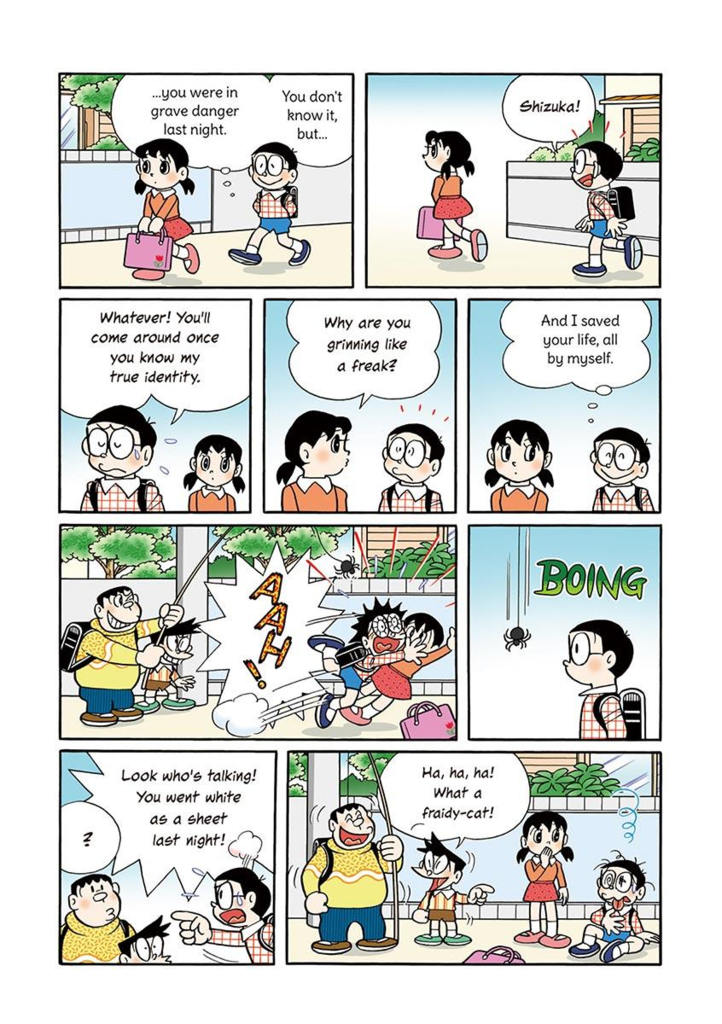 Shizuka!
You don't
know it,
but...
...you were in
grave danger
last night.
And I saved
your life, all
by myself.
Why are you
grinning like
a freak?
Whatever! You'll
come around once
you know my
true identity.
BOING
AAH!
Ha, ha, ha!
What a
fraidy-cat!
Look who's talking!
You went white
as a sheet
last night!
?